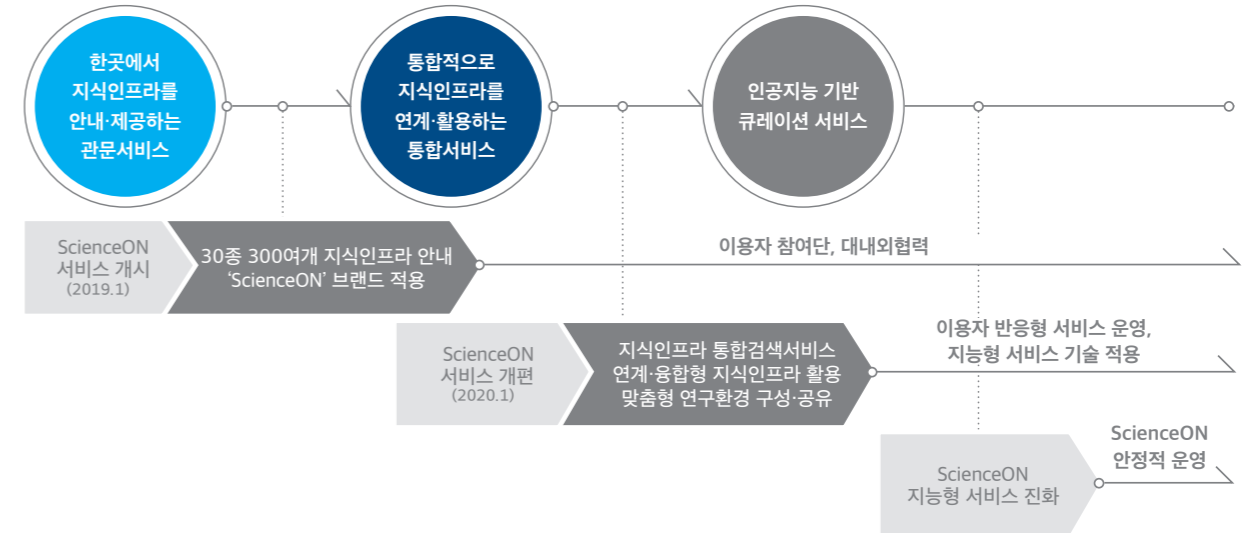 한곳에서
지식인프라를
안내·제공하는
관문서비스
통합적으로
지식인프라를
연계·활용하는
통합서비스
인공지능 기반
큐레이션 서비스
ScienceON
서비스 개시
(2019.1)
30종 300여개 지식인프라 안내
‘ScienceON’ 브랜드 적용
이용자 참여단, 대내외협력
ScienceON
서비스 개편
(2020.1)
지식인프라 통합검색서비스
연계·융합형 지식인프라 활용
맞춤형 연구환경 구성·공유
이용자 반응형 서비스 운영,
지능형 서비스 기술 적용
ScienceON
지능형 서비스 진화
ScienceON
안정적 운영